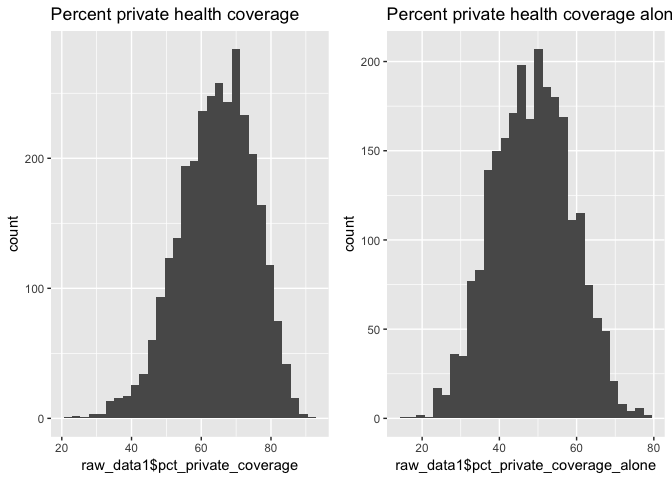 Percent private health coverage
count
200
100
0
20 40 60 80
raw_data1$pct_private_coverage
Percent private health coverage alon
count
200
150
100
50
0
20 40 60 80
raw_data1$pct_private_coverage_alone